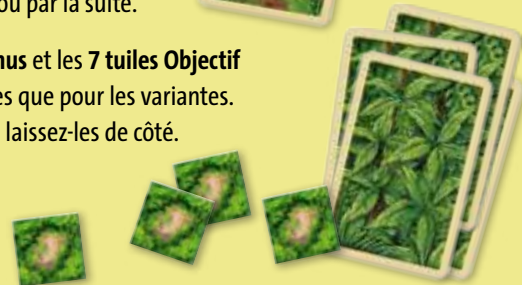 ou par la suite.
nus et les 7 tuiles Objectif
es que pour les variantes.
laissez-les de côté.